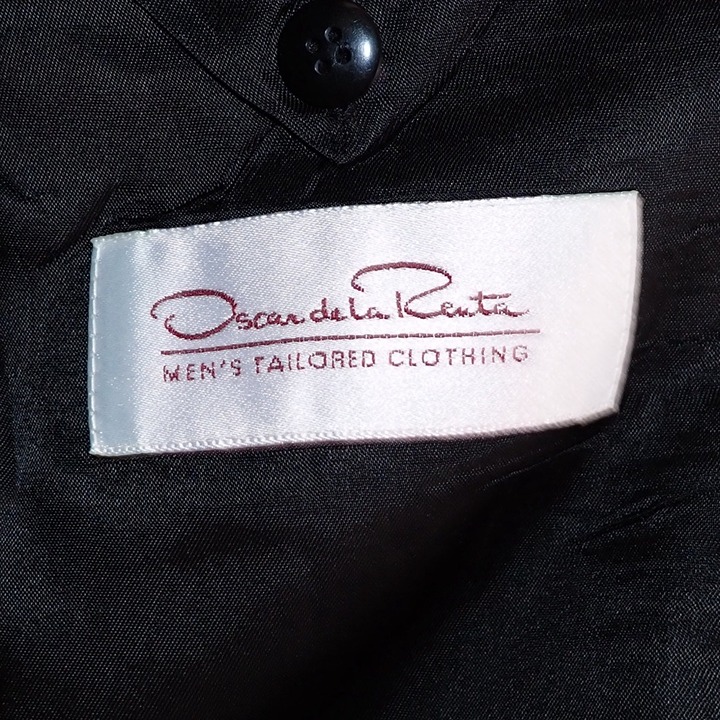 Oscar de la Renta
MEN'S TAILORED CLOTHING